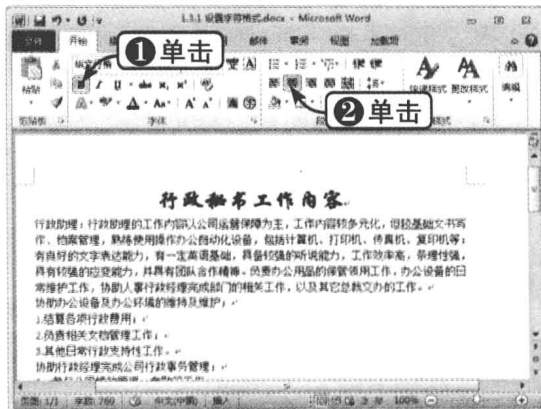 1.1.1 设置字符格式.docx - Microsoft Word
开始 邮件 审阅 视图 加载项
❶单击
❷单击
粘贴 快速样式 更改样式 编辑
剪贴板 字体 段 样式
行政秘书工作内容
行政助理：行政助理的工作内容以公司运营保障为主，工作内容较多元化，但较基础文书写
作、档案管理，熟练使用操作办公自动化设备，包括计算机、打印机、传真机、复印机等；
有良好的文字表达能力，有一定英语基础，具备较强的听说能力，工作效率高，条理性强，
具有较强的应变能力，并具有团队合作精神。负责办公用品的保管领用工作，办公设备的日
常维护工作，协助人事行政经理完成部门的相关工作，以及其它总裁交办的工作。
协助办公设备及办公环境的维持及维护；
1.结算各项行政费用；
2.负责相关文档管理工作；
3.其他日常行政支持性工作。
协助行政经理完成公司行政事务管理；
页面: 1/1 字数: 760 中文(中国) 插入 100%